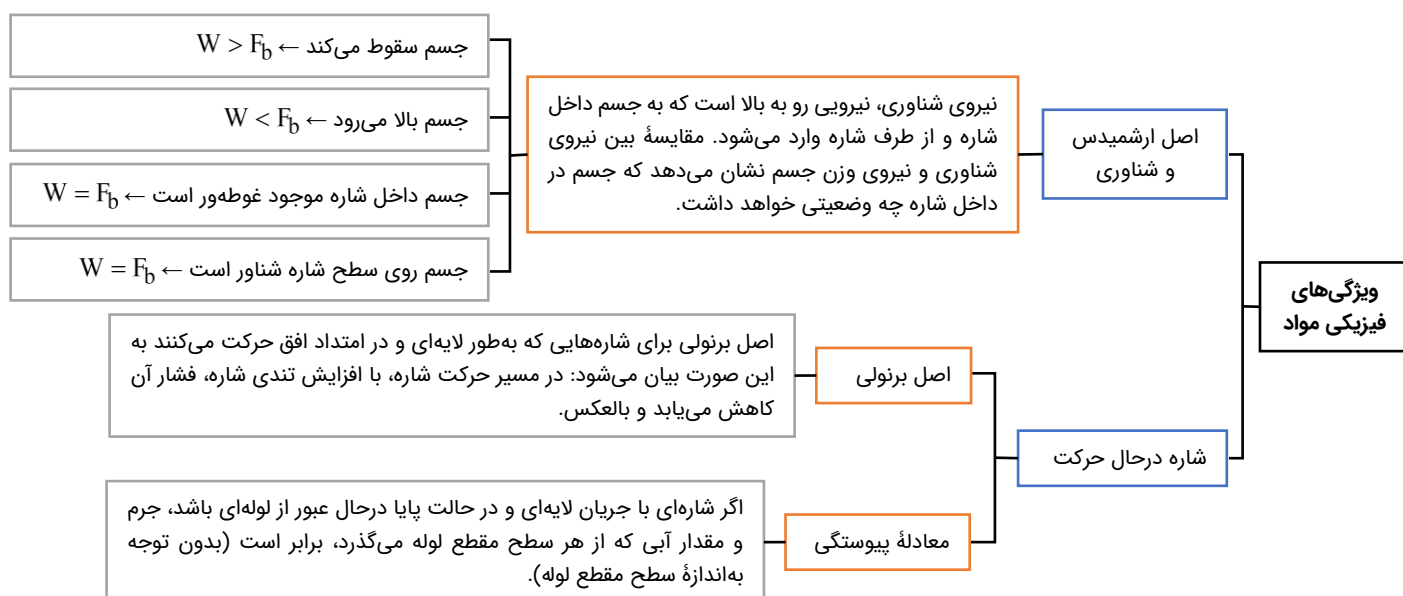 ویژگی‌های
فیزیکی مواد
اصل ارشمیدس
و شناوری
نیروی شناوری، نیرویی رو به بالا است که به جسم داخل
شاره و از طرف شاره وارد می‌شود. مقایسهٔ بین نیروی
شناوری و نیروی وزن جسم نشان می‌دهد که جسم در
داخل شاره چه وضعیتی خواهد داشت.
جسم سقوط می‌کند ← W > F_b
جسم بالا می‌رود ← W < F_b
جسم داخل شاره موجود غوطه‌ور است ← W = F_b
جسم روی سطح شاره شناور است ← W = F_b
شاره درحال حرکت
اصل برنولی
اصل برنولی برای شاره‌هایی که به‌طور لایه‌ای و در امتداد افق حرکت می‌کنند به
این صورت بیان می‌شود: در مسیر حرکت شاره، با افزایش تندی شاره، فشار آن
کاهش می‌یابد و بالعکس.
معادلهٔ پیوستگی
اگر شاره‌ای با جریان لایه‌ای و در حالت پایا درحال عبور از لوله‌ای باشد، جرم
و مقدار آبی که از هر سطح مقطع لوله می‌گذرد، برابر است (بدون توجه
به‌اندازهٔ سطح مقطع لوله).